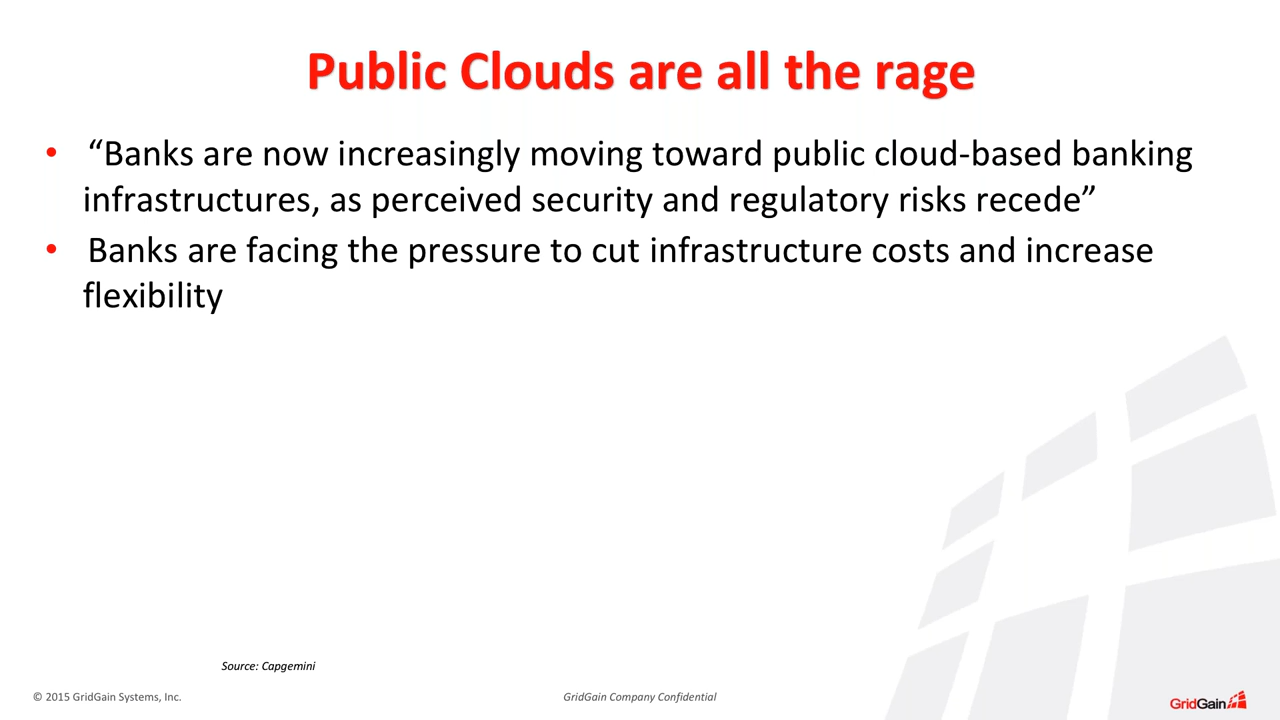 Public Clouds are all the rage
• “Banks are now increasingly moving toward public cloud-based banking
infrastructures, as perceived security and regulatory risks recede”
• Banks are facing the pressure to cut infrastructure costs and increase
flexibility
Source: Capgemini
© 2015 GridGain Systems, Inc.
GridGain Company Confidential
GridGain